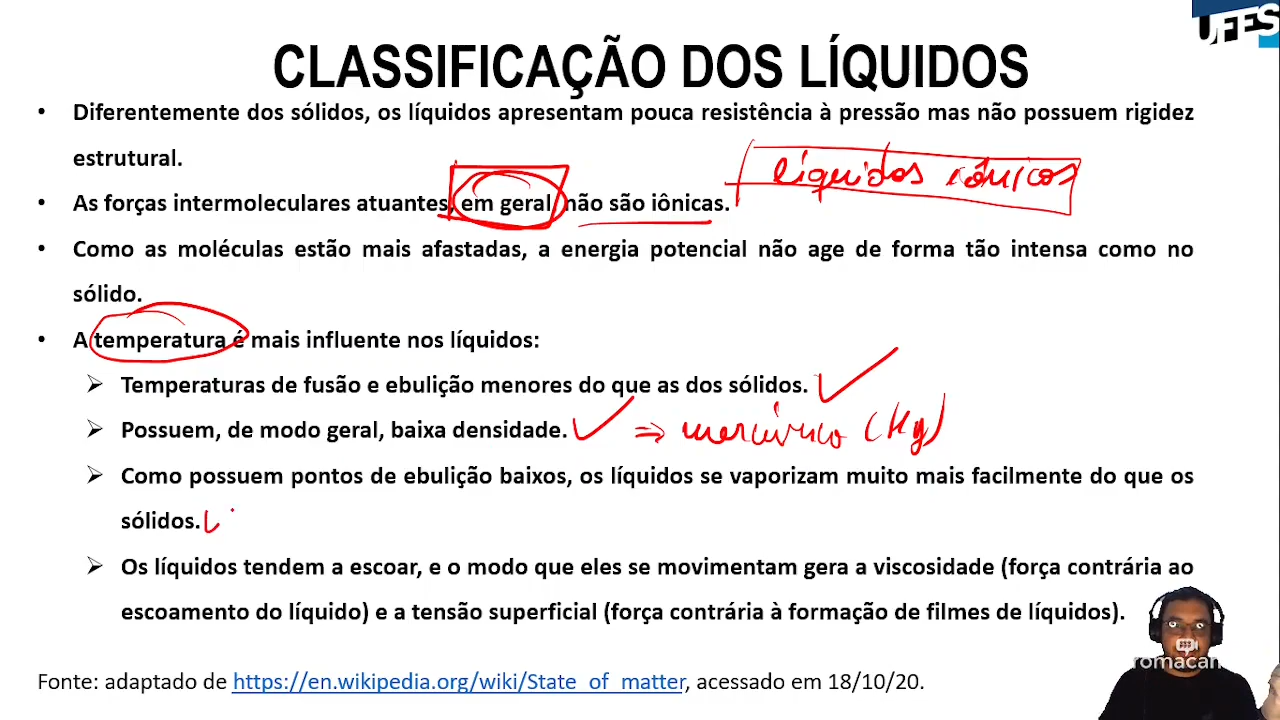 UFES
CLASSIFICAÇÃO DOS LÍQUIDOS
• Diferentemente dos sólidos, os líquidos apresentam pouca resistência à pressão mas não possuem rigidez
estrutural.
líquidos iônicos
• As forças intermoleculares atuantes, em geral, não são iônicas.
• Como as moléculas estão mais afastadas, a energia potencial não age de forma tão intensa como no
sólido.
• A temperatura é mais influente nos líquidos:
➢ Temperaturas de fusão e ebulição menores do que as dos sólidos.
➢ Possuem, de modo geral, baixa densidade. ⇒ mercúrio (Hg)
➢ Como possuem pontos de ebulição baixos, os líquidos se vaporizam muito mais facilmente do que os
sólidos.
➢ Os líquidos tendem a escoar, e o modo que eles se movimentam gera a viscosidade (força contrária ao
escoamento do líquido) e a tensão superficial (força contrária à formação de filmes de líquidos).
romacan
Fonte: adaptado de https://en.wikipedia.org/wiki/State_of_matter, acessado em 18/10/20.